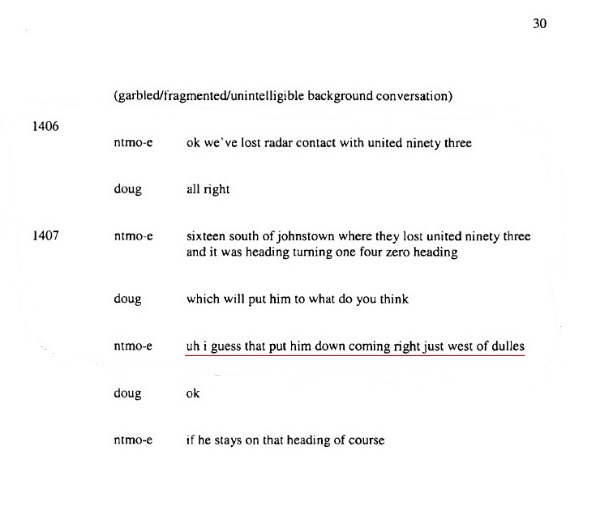 30
(garbled/fragmented/unintelligible background conversation)
1406
ntmo-e ok we've lost radar contact with united ninety three
doug all right
1407 ntmo-e sixteen south of johnstown where they lost united ninety three
and it was heading turning one four zero heading
doug which will put him to what do you think
ntmo-e uh i guess that put him down coming right just west of dulles
doug ok
ntmo-e if he stays on that heading of course